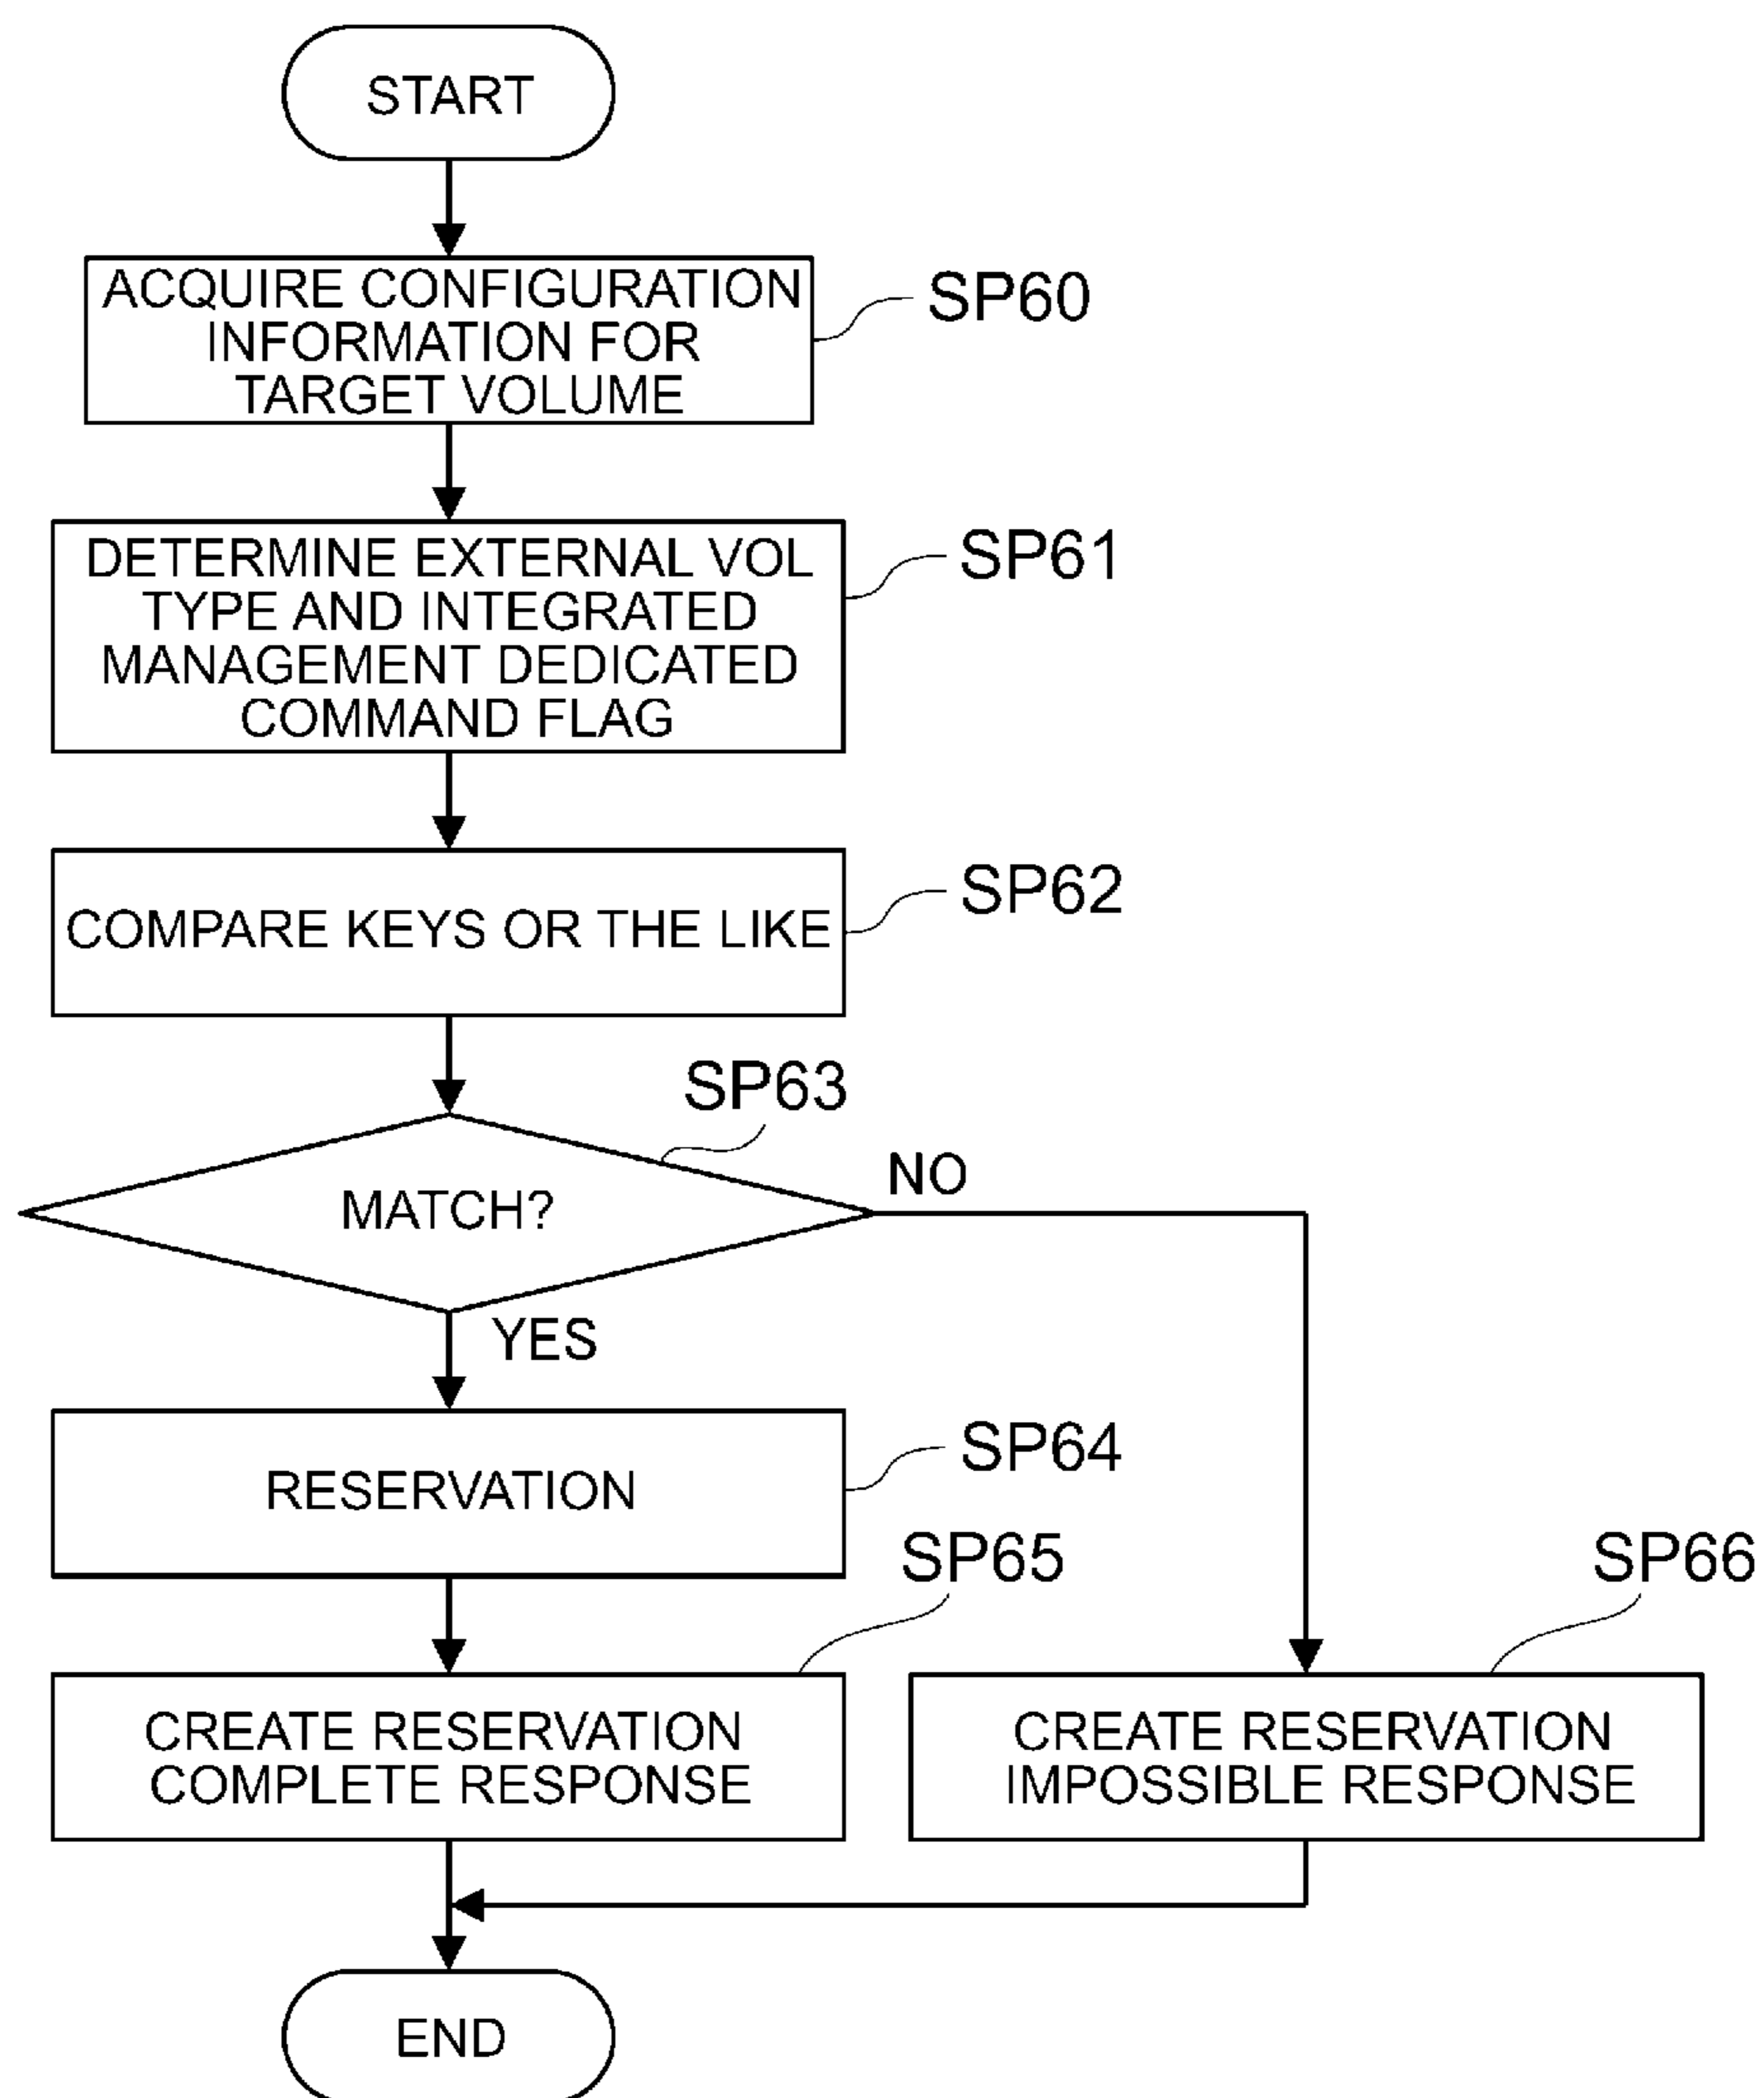 START
ACQUIRE CONFIGURATION
INFORMATION FOR
TARGET VOLUME
SP60
DETERMINE EXTERNAL VOL
TYPE AND INTEGRATED
MANAGEMENT DEDICATED
COMMAND FLAG
SP61
COMPARE KEYS OR THE LIKE
SP62
SP63
MATCH?
NO
YES
RESERVATION
SP64
SP65
CREATE RESERVATION
COMPLETE RESPONSE
SP66
CREATE RESERVATION
IMPOSSIBLE RESPONSE
END